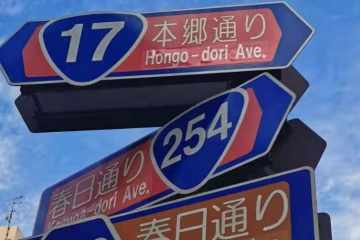 17 本郷通り
Hongo-dori Ave.
254
春日通り
Kasuga-dori Ave.
春日通り